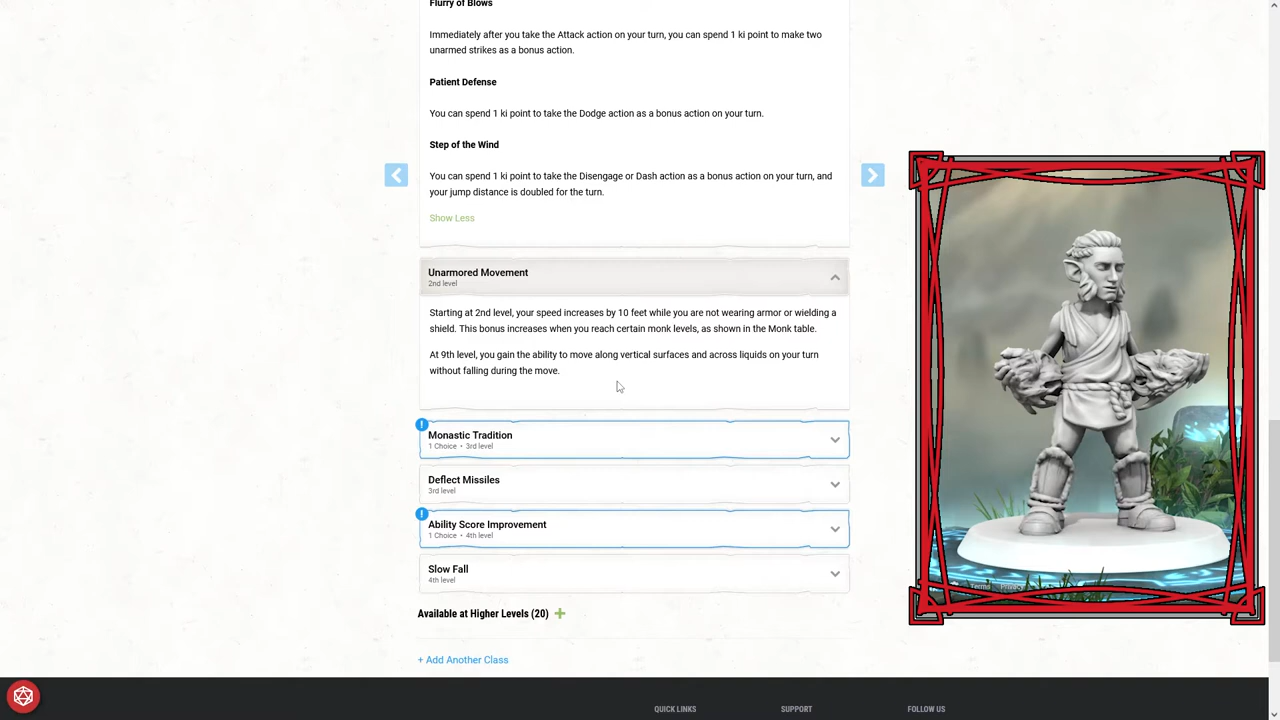 Flurry of Blows
Immediately after you take the Attack action on your turn, you can spend 1 ki point to make two
unarmed strikes as a bonus action.
Patient Defense
You can spend 1 ki point to take the Dodge action as a bonus action on your turn.
Step of the Wind
You can spend 1 ki point to take the Disengage or Dash action as a bonus action on your turn, and
your jump distance is doubled for the turn.
Show Less
Unarmored Movement
2nd level
Starting at 2nd level, your speed increases by 10 feet while you are not wearing armor or wielding a
shield. This bonus increases when you reach certain monk levels, as shown in the Monk table.
At 9th level, you gain the ability to move along vertical surfaces and across liquids on your turn
without falling during the move.
! Monastic Tradition
1 Choice • 3rd level
Deflect Missiles
3rd level
! Ability Score Improvement
1 Choice • 4th level
Slow Fall
4th level
Available at Higher Levels (20) +
+ Add Another Class
Terms Privacy
QUICK LINKS SUPPORT FOLLOW US